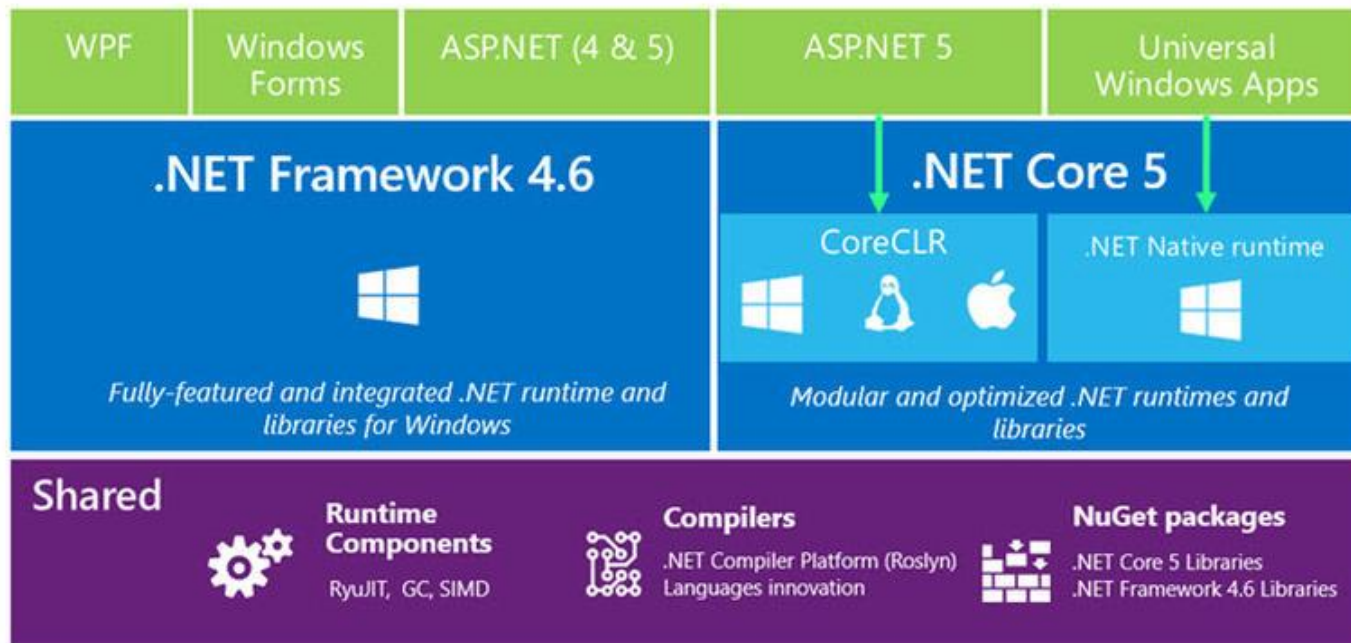 WPF
Windows
Forms
ASP.NET (4 & 5)
ASP.NET 5
Universal
Windows Apps
.NET Framework 4.6
Fully-featured and integrated .NET runtime and
libraries for Windows
.NET Core 5
CoreCLR
.NET Native runtime
Modular and optimized .NET runtimes and
libraries
Shared
Runtime
Components
RyuJIT, GC, SIMD
Compilers
.NET Compiler Platform (Roslyn)
Languages innovation
NuGet packages
.NET Core 5 Libraries
.NET Framework 4.6 Libraries